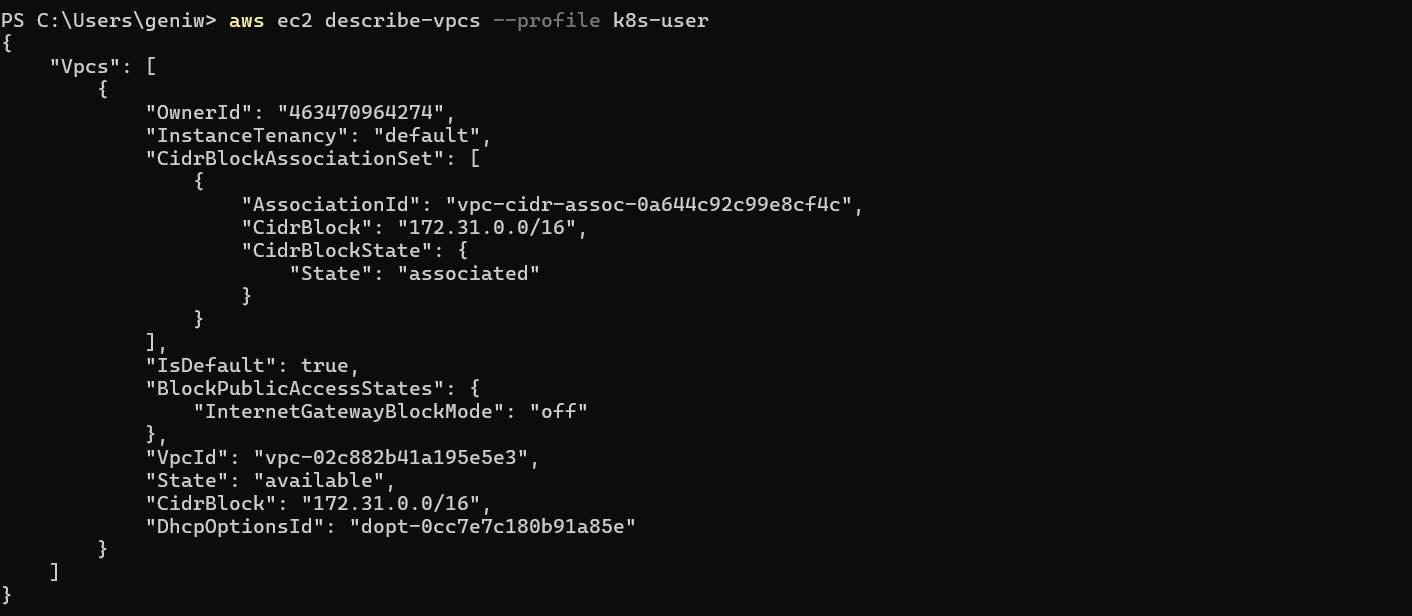 PS C:\Users\geniw> aws ec2 describe-vpcs --profile k8s-user
{
    "Vpcs": [
        {
            "OwnerId": "463470964274",
            "InstanceTenancy": "default",
            "CidrBlockAssociationSet": [
                {
                    "AssociationId": "vpc-cidr-assoc-0a644c92c99e8cf4c",
                    "CidrBlock": "172.31.0.0/16",
                    "CidrBlockState": {
                        "State": "associated"
                    }
                }
            ],
            "IsDefault": true,
            "BlockPublicAccessStates": {
                "InternetGatewayBlockMode": "off"
            },
            "VpcId": "vpc-02c882b41a195e5e3",
            "State": "available",
            "CidrBlock": "172.31.0.0/16",
            "DhcpOptionsId": "dopt-0cc7e7c180b91a85e"
        }
    ]
}